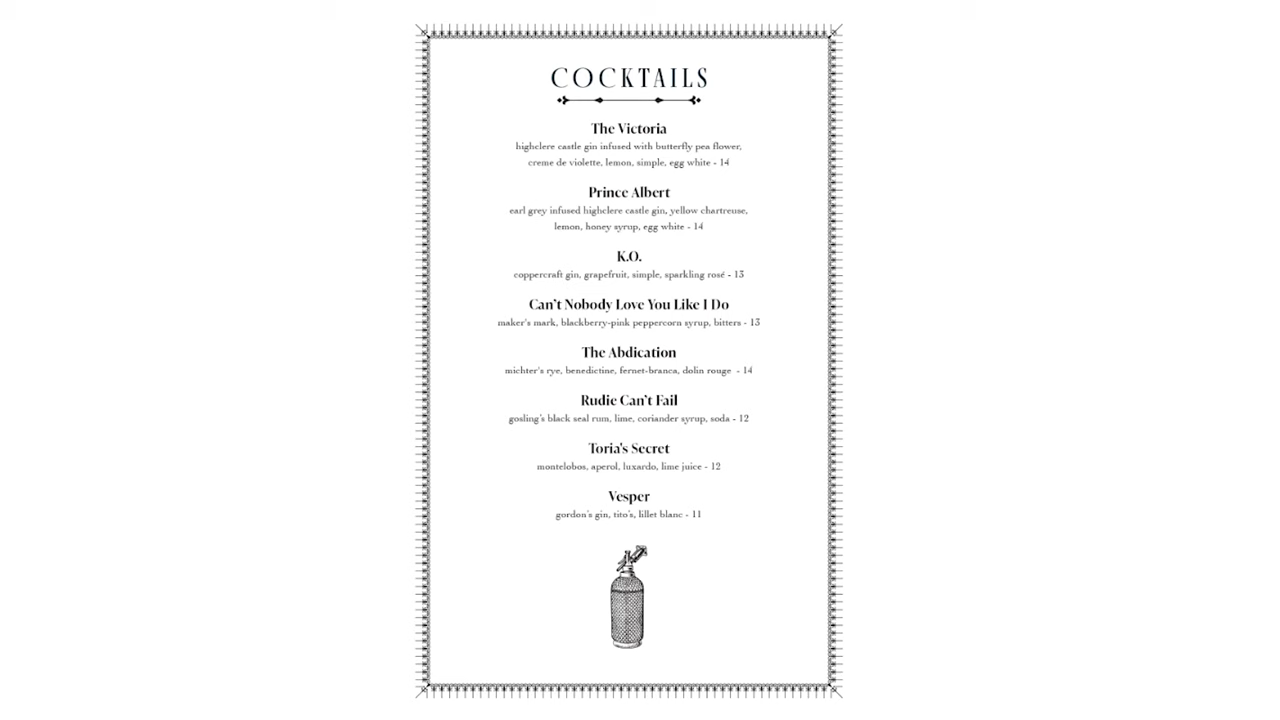 COCKTAILS
The Victoria
highclere castle gin infused with butterfly pea flower,
creme de violette, lemon, simple, egg white - 14
Prince Albert
earl grey infused highclere castle gin, yellow chartreuse,
lemon, honey syrup, egg white - 14
K.O.
coppercraft gin, grapefruit, simple, sparkling rosé - 13
Can't Nobody Love You Like I Do
maker's mark, blackberry-pink peppercorn syrup, bitters - 13
The Abdication
michter's rye, benedictine, fernet-branca, dolin rouge - 14
Rudie Can't Fail
gosling's black seal rum, lime, coriander syrup, soda - 12
Toria's Secret
montelobos, aperol, luxardo, lime juice - 12
Vesper
gordon's gin, tito's, lillet blanc - 11